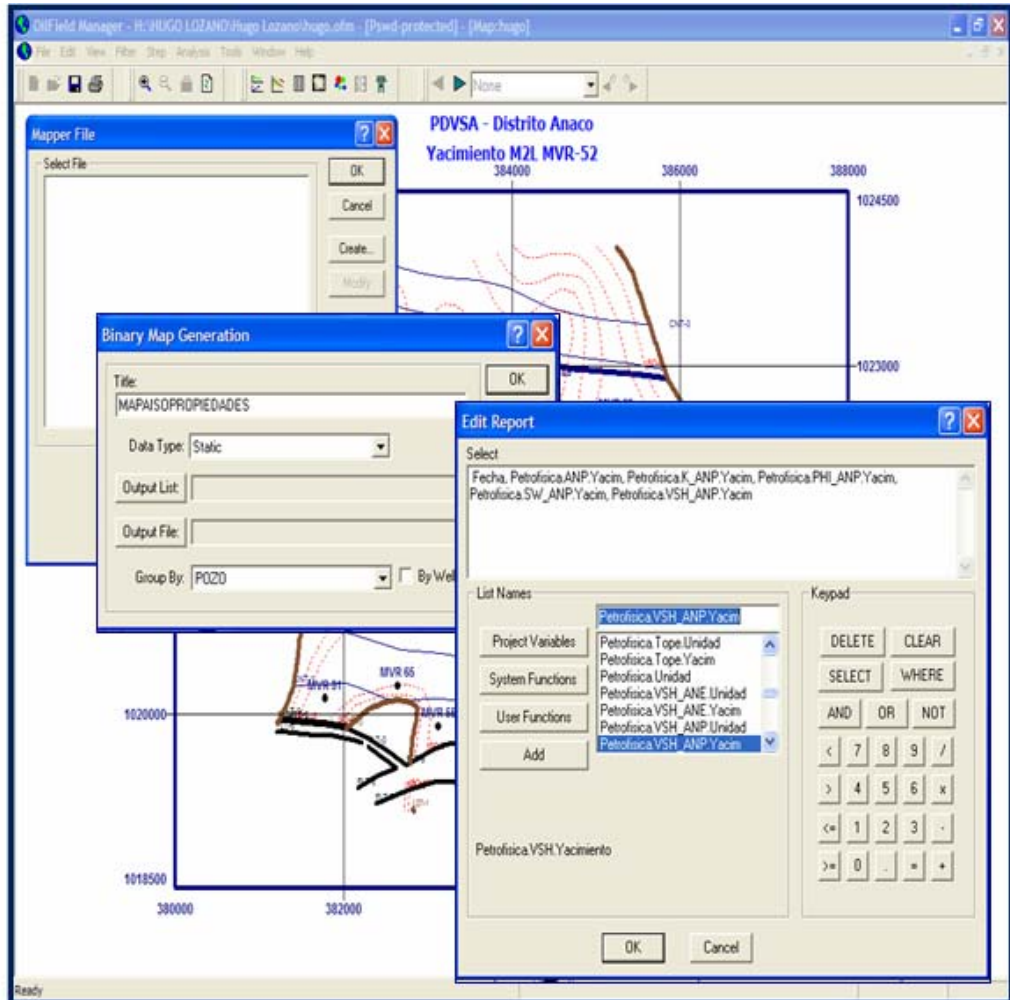 OilField Manager - H:\HUGO LOZANO\Hugo Lozano\hugo.ofm - [Pswd-protected] - [Map:hugo]
File Edit View Filter Step Analysis Tools Window Help
None
PDVSA - Distrito Anaco
Yacimiento M2L MVR-52
384000 386000 388000
1024500
1023000
Mapper File
Select File
OK
Cancel
Create...
Modify
Binary Map Generation
Title:
OK
MAPAISOPROPIEDADES
Data Type: Static
Output List:
Output File:
Group By: POZO By Wel
Edit Report
Select
Fecha, Petrofisica.ANP.Yacim, Petrofisica.K_ANP.Yacim, Petrofisica.PHI_ANP.Yacim,
Petrofisica.SW_ANP.Yacim, Petrofisica.VSH_ANP.Yacim
List Names
Petrofisica.VSH_ANP.Yacim
Project Variables
System Functions
User Functions
Add
Petrofisica.Tope.Unidad
Petrofisica.Tope.Yacim
Petrofisica.Unidad
Petrofisica.VSH_ANE.Unidad
Petrofisica.VSH_ANE.Yacim
Petrofisica.VSH_ANP.Unidad
Petrofisica.VSH_ANP.Yacim
Petrofisica.VSH.Yacimiento
Keypad
DELETE CLEAR
SELECT WHERE
AND OR NOT
< 7 8 9 /
> 4 5 6 x
<= 1 2 3 -
>= 0 . = +
OK Cancel
MVR 65
1020000
1018500
380000 382000
Ready